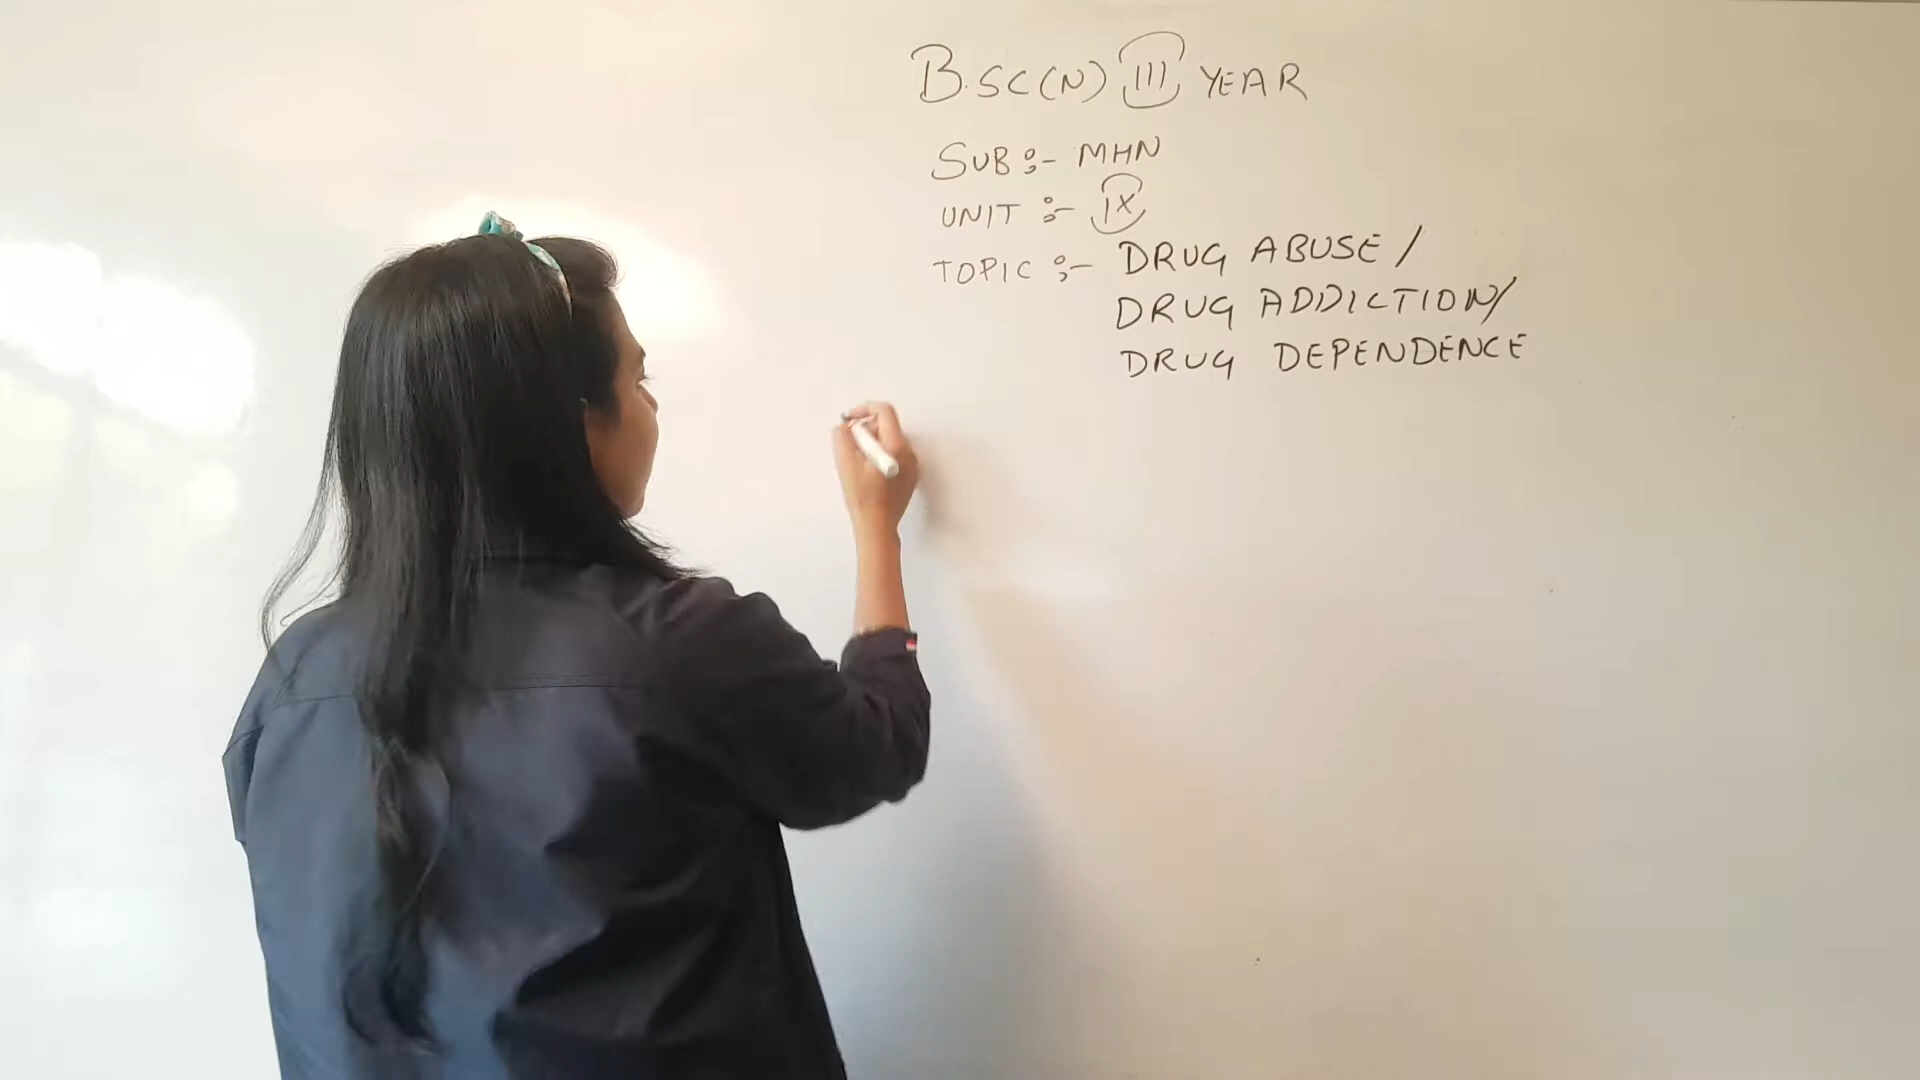 B.SC(N) III YEAR
SUB :- MHN
UNIT :- IX
TOPIC :- DRUG ABUSE /
DRUG ADDICTION/
DRUG DEPENDENCE